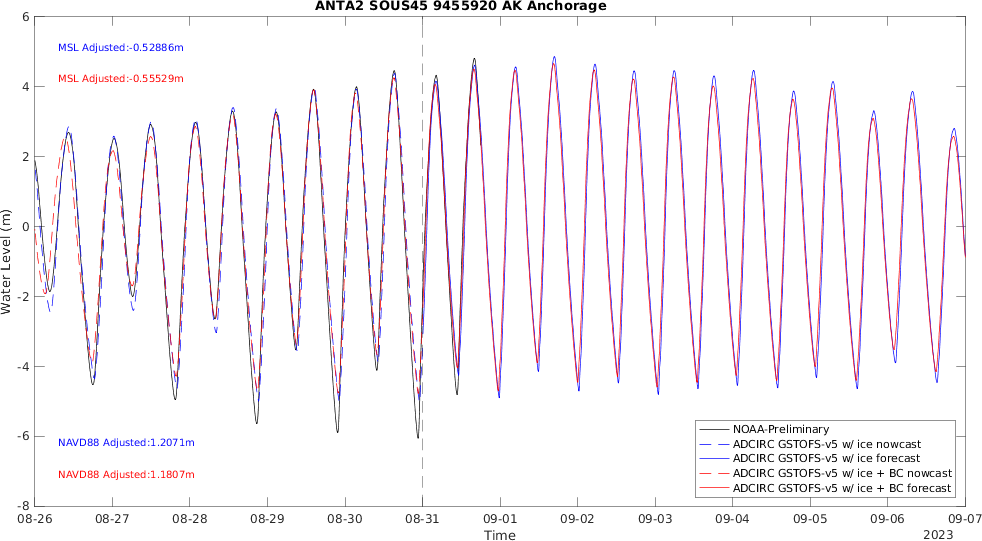 ANTA2 SOUS45 9455920 AK Anchorage
6
4
2
0
-2
-4
-6
-8
Water Level (m)
MSL Adjusted:-0.52886m
MSL Adjusted:-0.55529m
NAVD88 Adjusted:1.2071m
NAVD88 Adjusted:1.1807m
NOAA-Preliminary
ADCIRC GSTOFS-v5 w/ ice nowcast
ADCIRC GSTOFS-v5 w/ ice forecast
ADCIRC GSTOFS-v5 w/ ice + BC nowcast
ADCIRC GSTOFS-v5 w/ ice + BC forecast
08-26 08-27 08-28 08-29 08-30 08-31 09-01 09-02 09-03 09-04 09-05 09-06 09-07
Time
2023